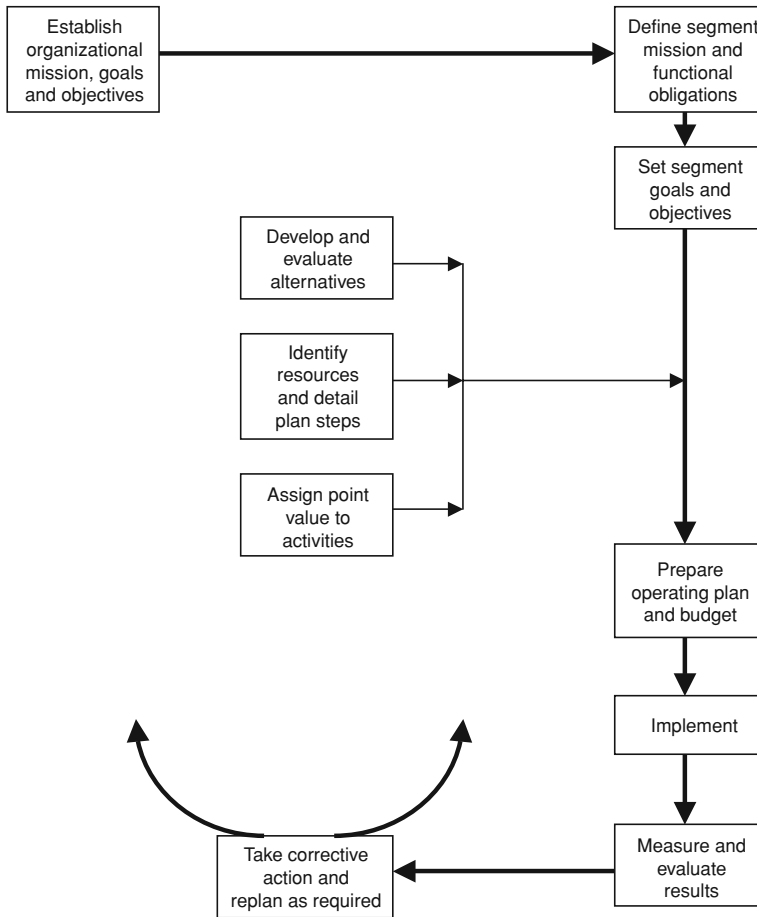 Establish
organizational
mission, goals
and objectives
Define segment
mission and
functional
obligations
Set segment
goals and
objectives
Develop and
evaluate
alternatives
Identify
resources
and detail
plan steps
Assign point
value to
activities
Prepare
operating plan
and budget
Implement
Measure and
evaluate
results
Take corrective
action and
replan as required